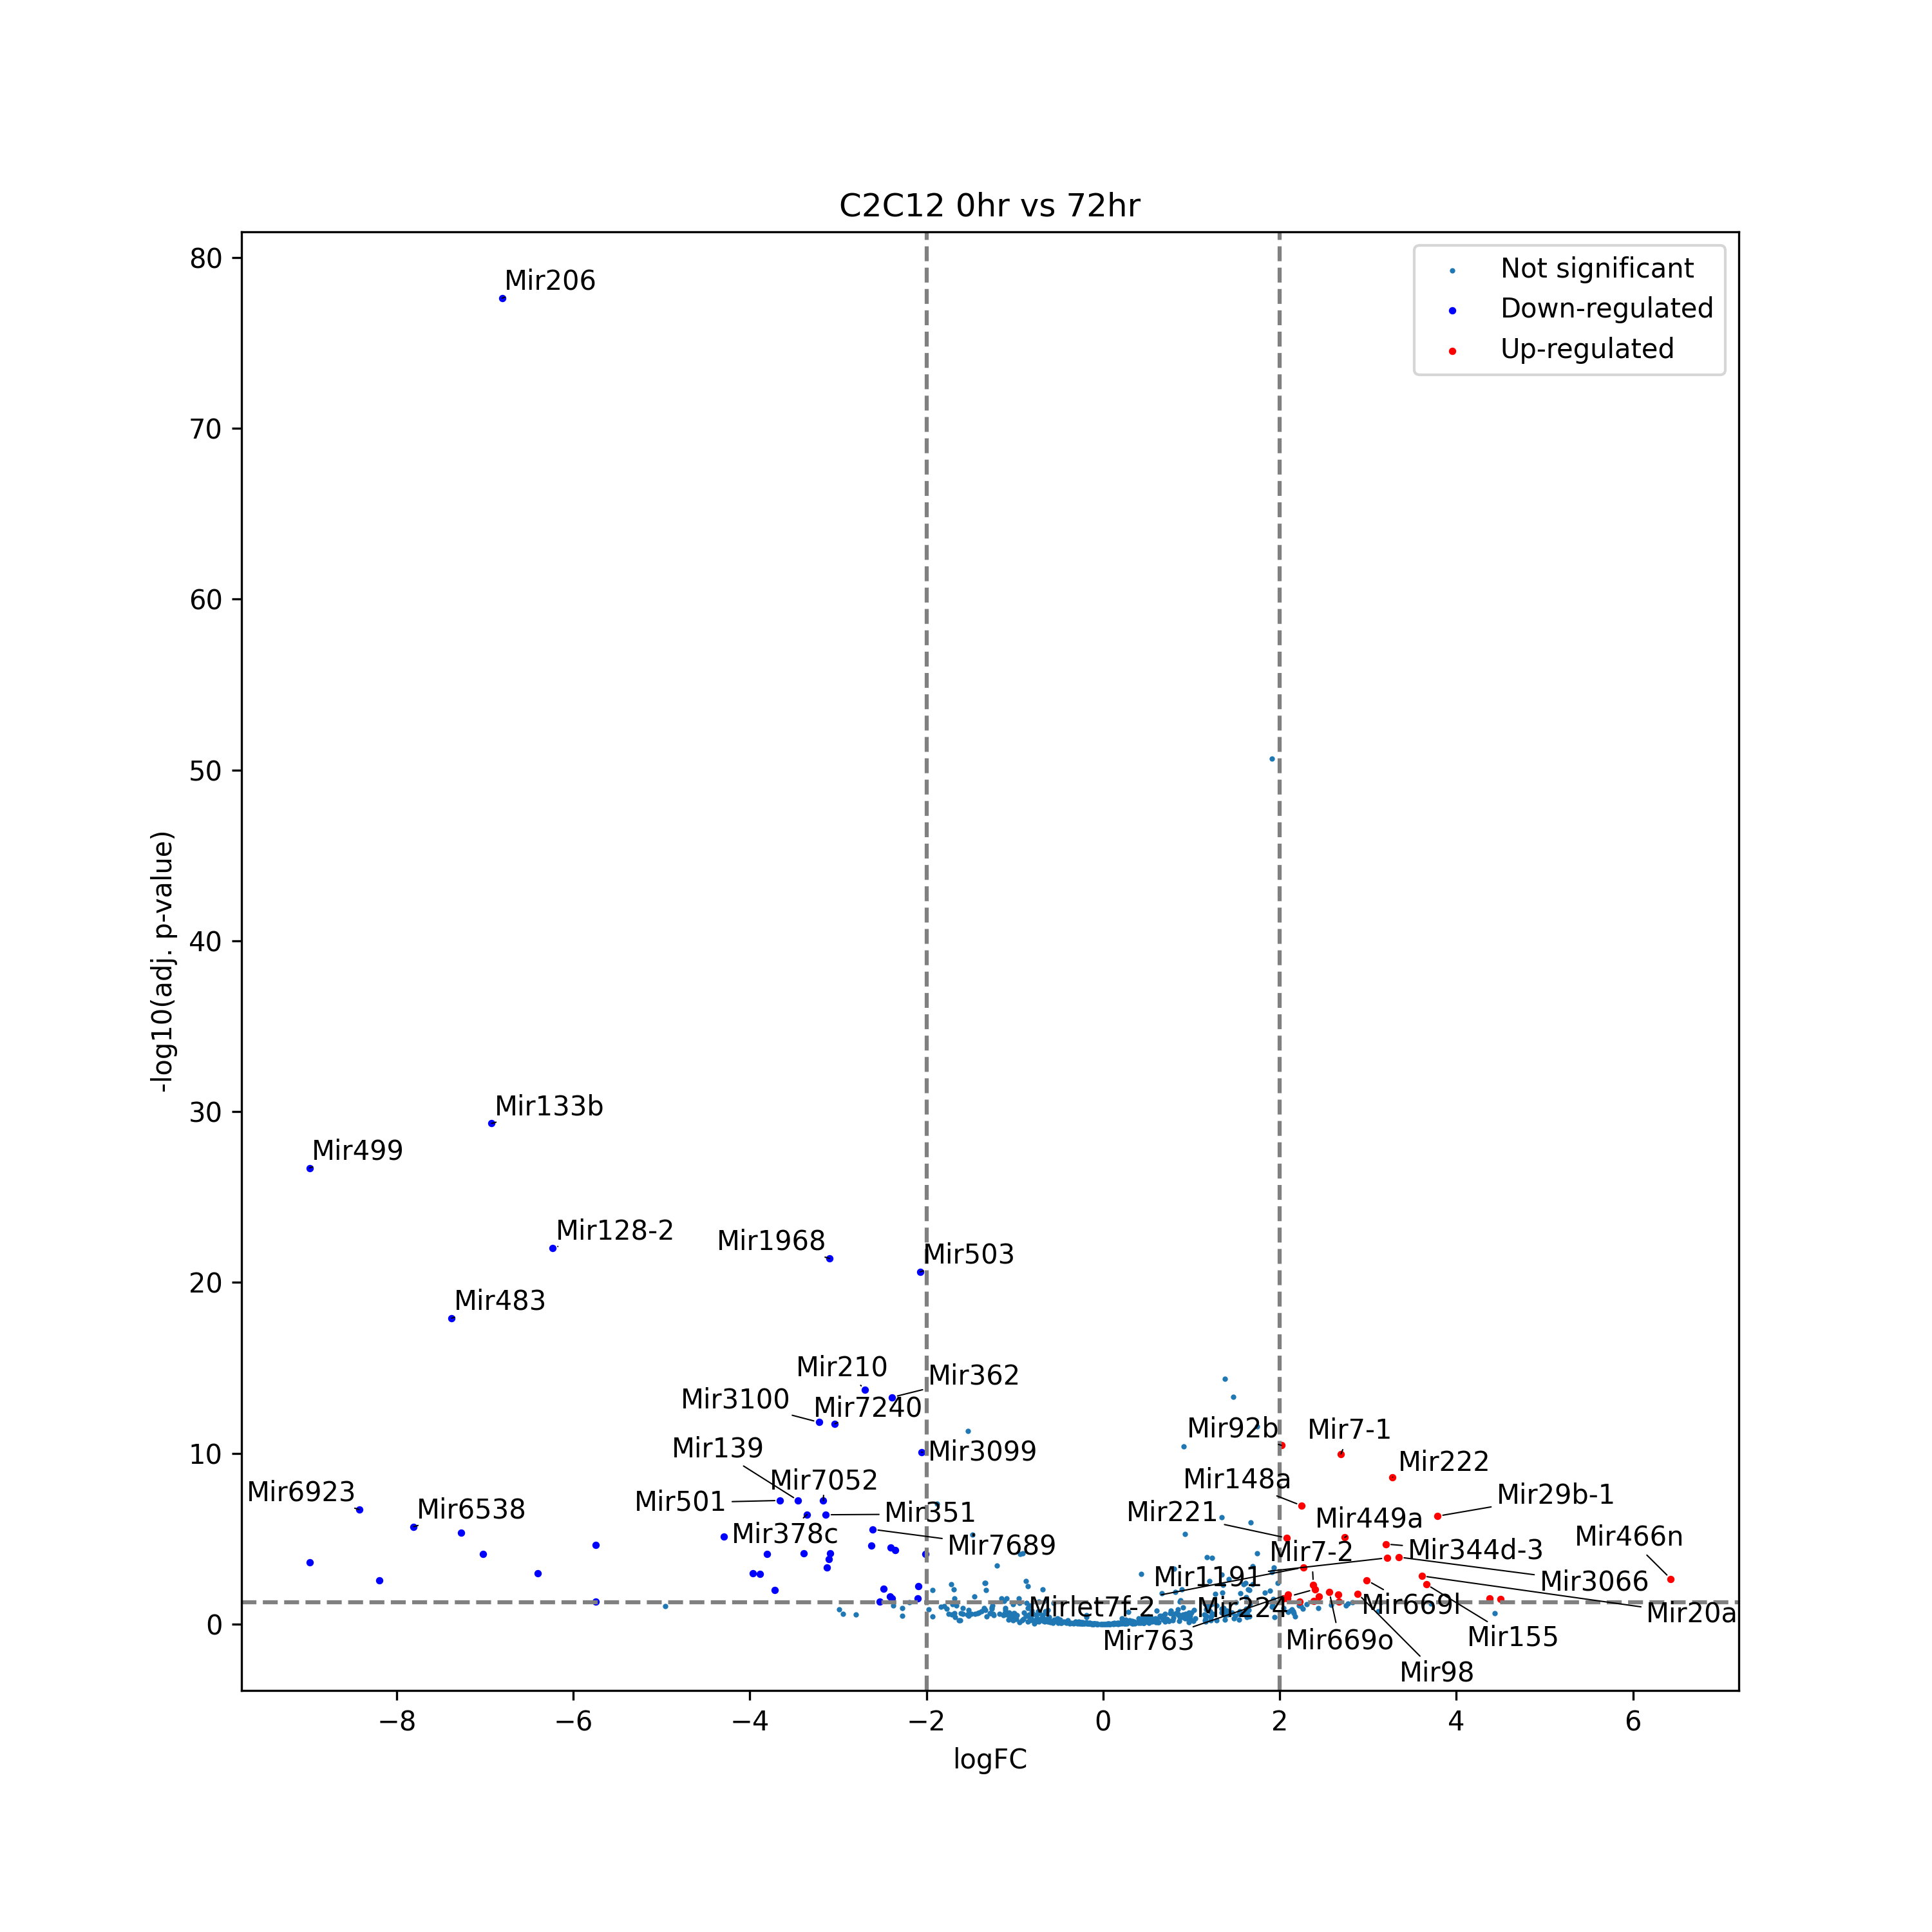 C2C12 0hr vs 72hr
Not significant
Down-regulated
Up-regulated
80
70
60
50
40
30
20
10
0
-log10(adj. p-value)
Mir206
Mir133b
Mir499
Mir128-2
Mir1968
Mir503
Mir483
Mir210
Mir362
Mir3100
Mir7240
Mir92b
Mir7-1
Mir139
Mir3099
Mir222
Mir7052
Mir148a
Mir6923
Mir501
Mir29b-1
Mir6538
Mir351
Mir221
Mir449a
Mir378c
Mir466n
Mir7689
Mir7-2
Mir344d-3
Mir1191
Mir3066
Mirlet7f-2
Mir224
Mir669l
Mir20a
Mir763
Mir669o
Mir155
Mir98
−8
−6
−4
−2
0
2
4
6
logFC